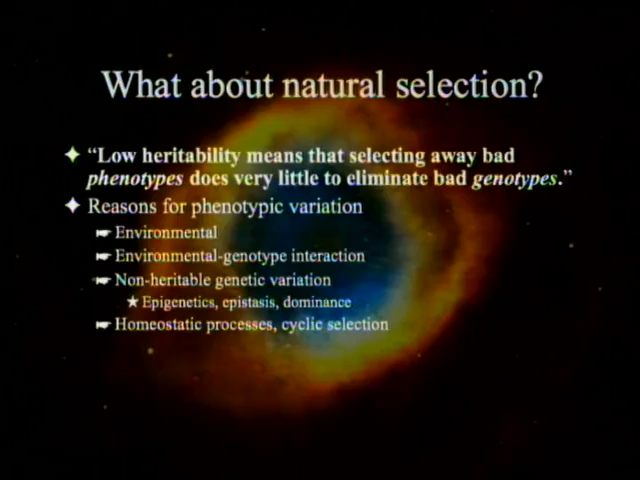 What about natural selection?
“Low heritability means that selecting away bad
phenotypes does very little to eliminate bad genotypes.”
Reasons for phenotypic variation
Environmental
Environmental-genotype interaction
Non-heritable genetic variation
Epigenetics, epistasis, dominance
Homeostatic processes, cyclic selection